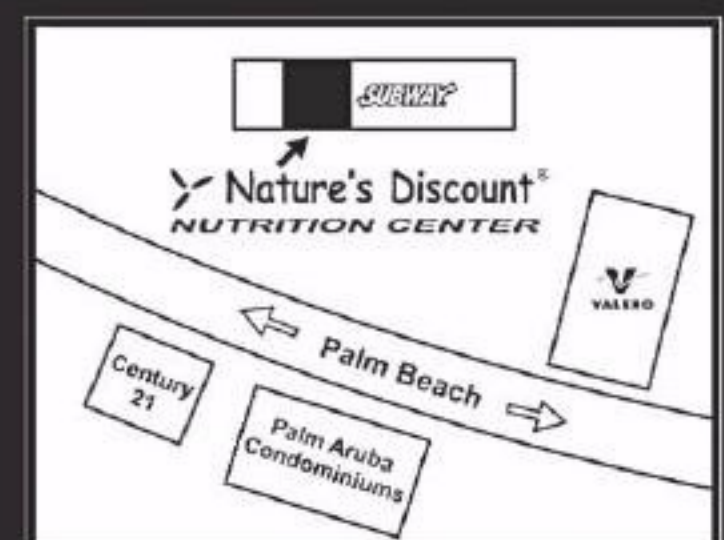 SUBWAY
Nature's Discount®
NUTRITION CENTER
VALERO
Palm Beach
Century
21
Palm Aruba
Condominiums